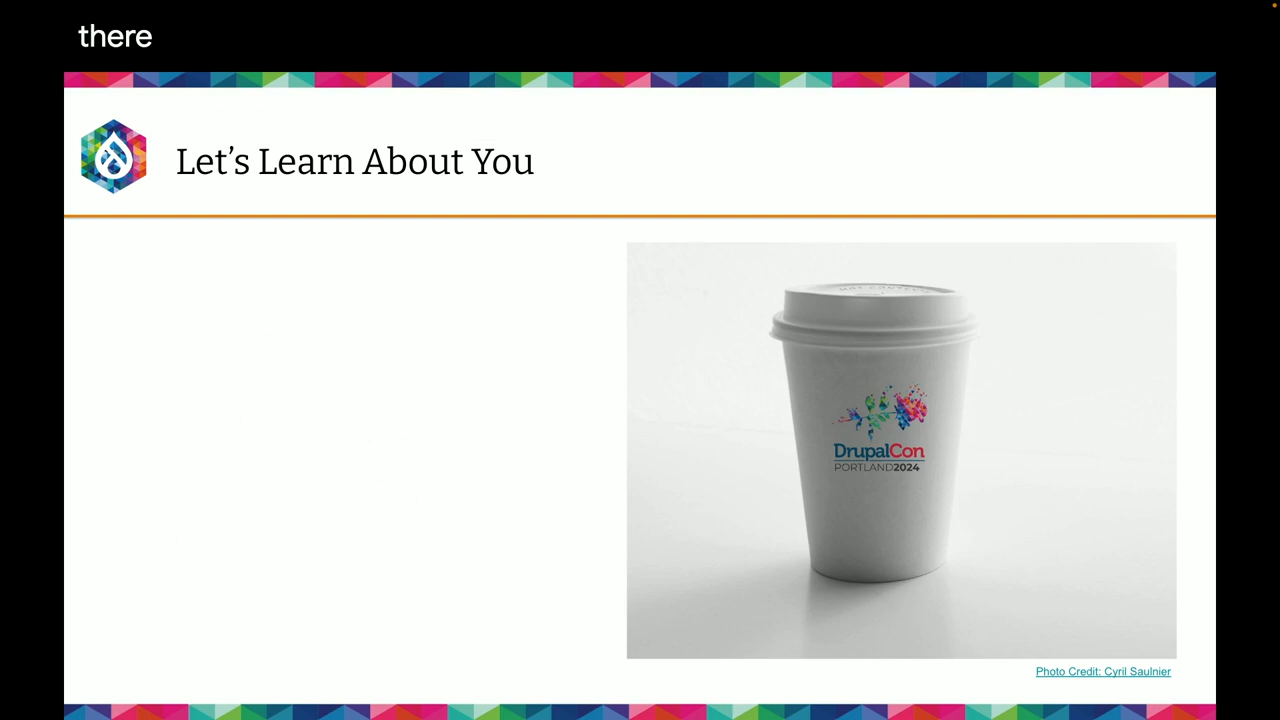 there
Let's Learn About You
DrupalCon
PORTLAND2024
Photo Credit: Cyril Saulnier